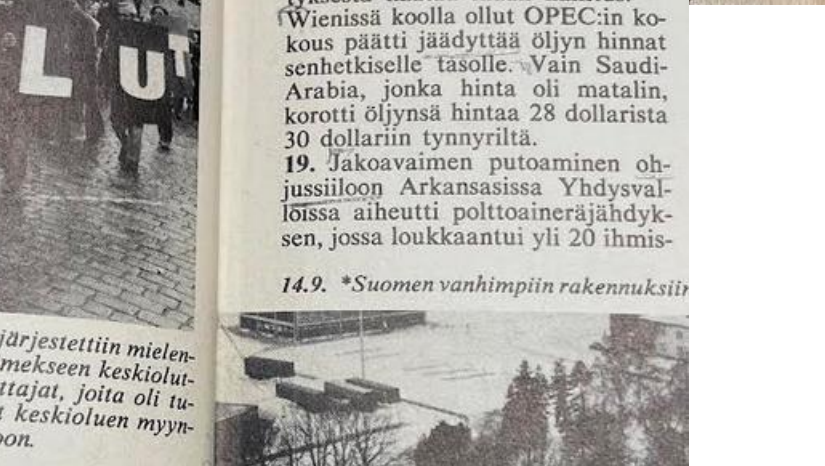 L U T
Wienissä koolla ollut OPEC:in ko-
kous päätti jäädyttää öljyn hinnat
senhetkiselle tasolle. Vain Saudi-
Arabia, jonka hinta oli matalin,
korotti öljynsä hintaa 28 dollarista
30 dollariin tynnyriltä.
19. Jakoavaimen putoaminen oh-
jussiiloon Arkansasissa Yhdysval-
loissa aiheutti polttoaineräjähdyk-
sen, jossa loukkaantui yli 20 ihmis-
14.9. *Suomen vanhimpiin rakennuksiin
järjestettiin mielen-
mekseen keskiolut-
ttajat, joita oli tu-
keskioluen myyn-
oon.